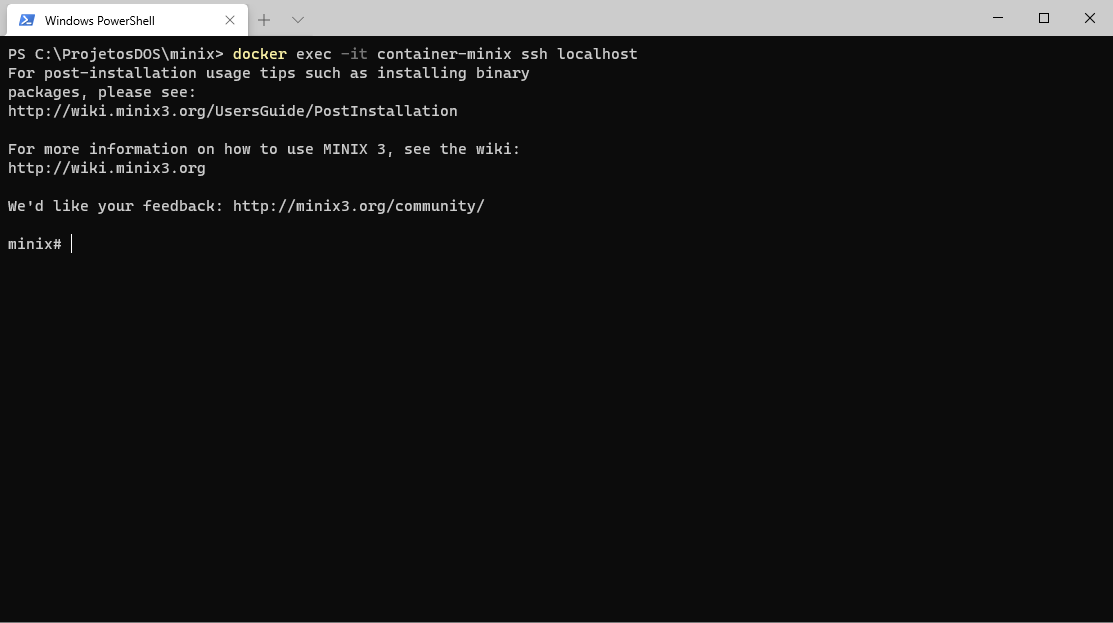 Windows PowerShell
PS C:\ProjetosDOS\minix> docker exec -it container-minix ssh localhost
For post-installation usage tips such as installing binary
packages, please see:
http://wiki.minix3.org/UsersGuide/PostInstallation
For more information on how to use MINIX 3, see the wiki:
http://wiki.minix3.org
We'd like your feedback: http://minix3.org/community/
minix#